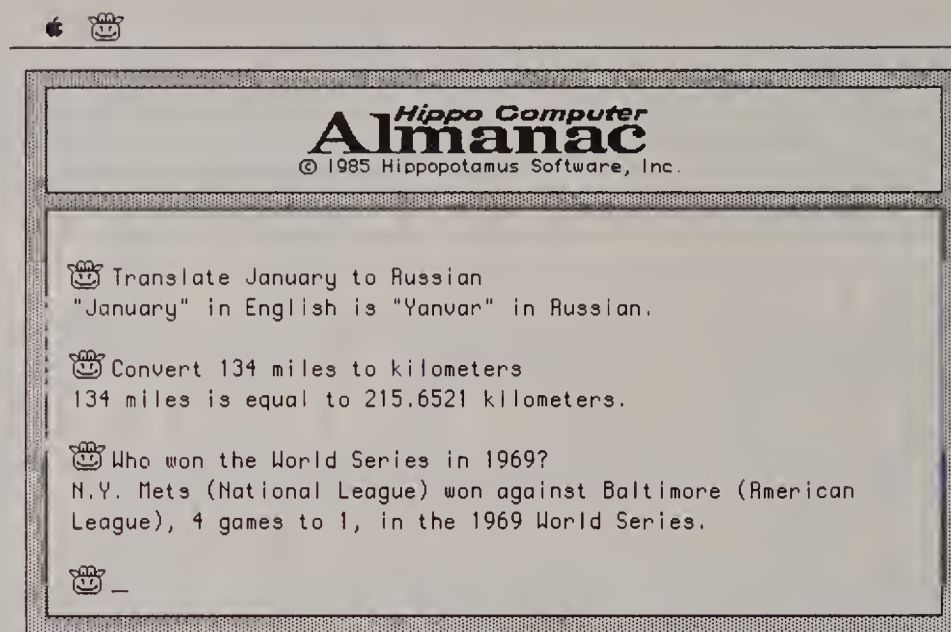 Hippo Computer
Almanac
© 1985 Hippopotamus Software, Inc.
Translate January to Russian
"January" in English is "Yanvar" in Russian.
Convert 134 miles to kilometers
134 miles is equal to 215.6521 kilometers.
Who won the World Series in 1969?
N.Y. Mets (National League) won against Baltimore (American
League), 4 games to 1, in the 1969 World Series.
_